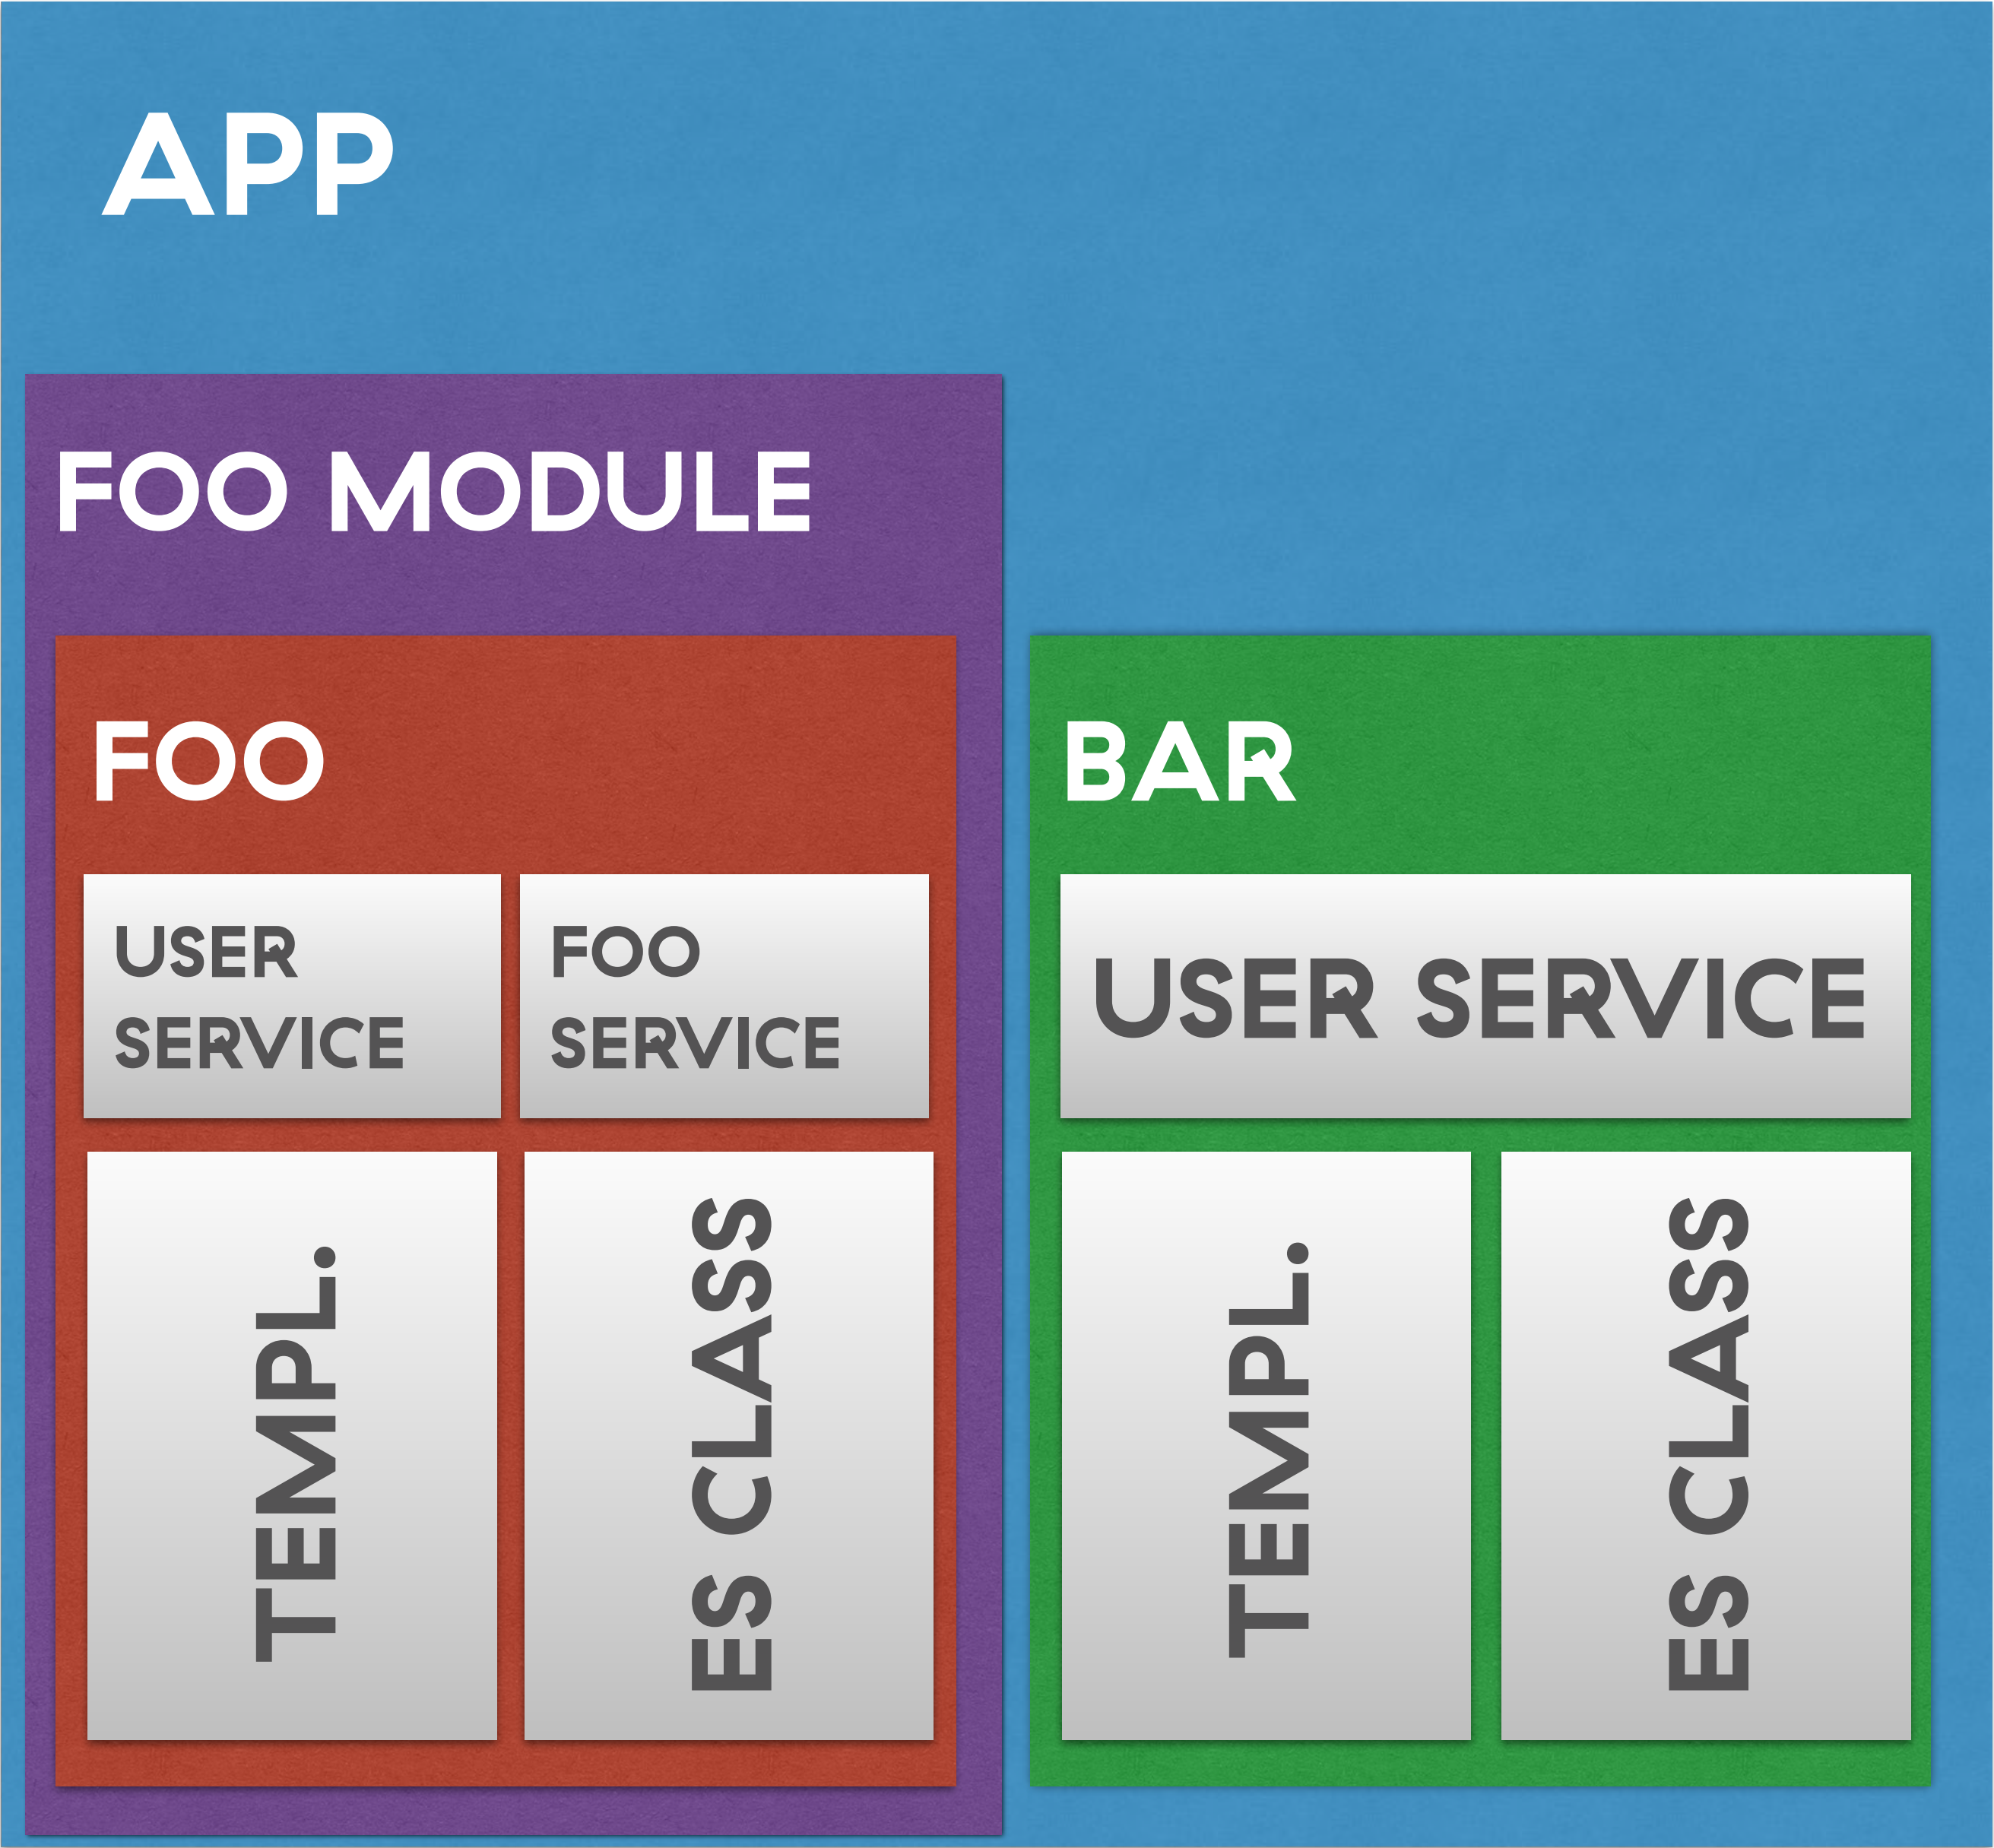 APP
FOO MODULE
FOO
USER
SERVICE
FOO
SERVICE
TEMPL.
ES CLASS
BAR
USER SERVICE
TEMPL.
ES CLASS